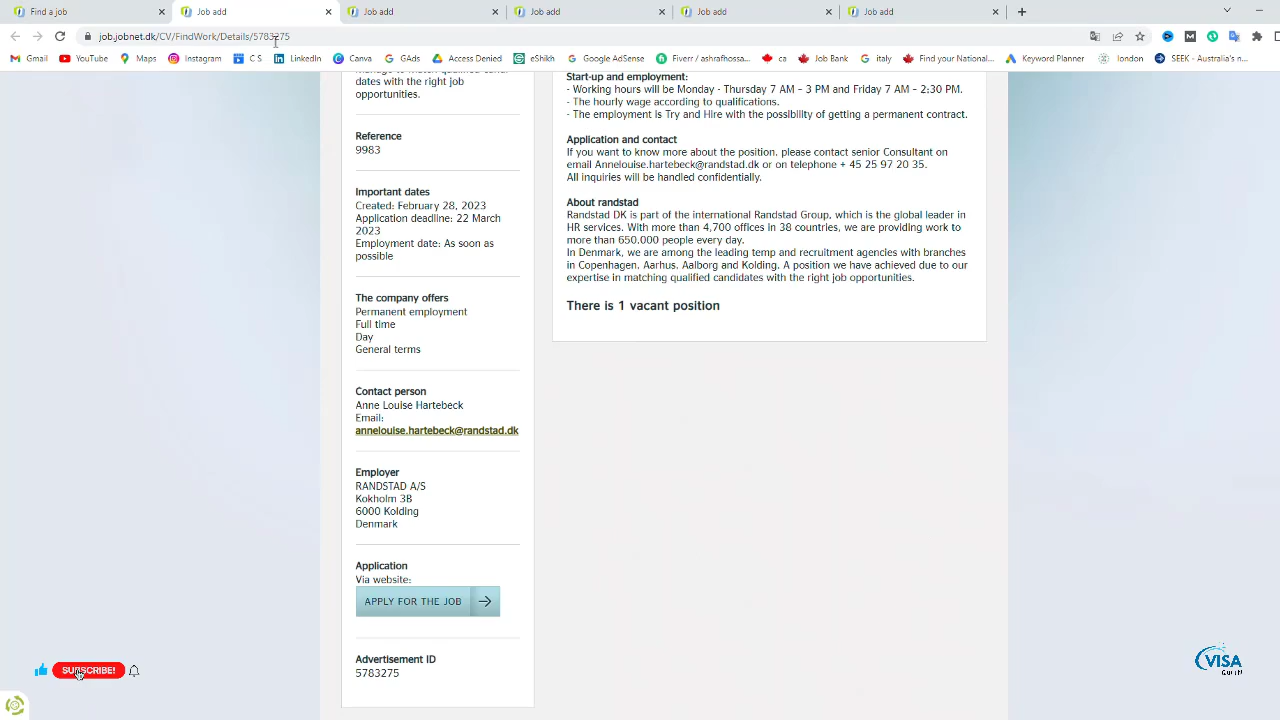 Find a job
Job add
Job add
Job add
Job add
Job add
job.jobnet.dk/CV/FindWork/Details/5783275
Gmail
YouTube
Maps
Instagram
C S
LinkedIn
Canva
GAds
Access Denied
eShikh
Google AdSense
Fiverr / ashrafhossa...
ca
Job Bank
italy
Find your National...
Keyword Planner
london
SEEK - Australia's n...
dates with the right job
opportunities.
Reference
9983
Important dates
Created: February 28, 2023
Application deadline: 22 March
2023
Employment date: As soon as
possible
The company offers
Permanent employment
Full time
Day
General terms
Contact person
Anne Louise Hartebeck
Email:
annelouise.hartebeck@randstad.dk
Employer
RANDSTAD A/S
Kokholm 3B
6000 Kolding
Denmark
Application
Via website:
APPLY FOR THE JOB
Advertisement ID
5783275
Start-up and employment:
- Working hours will be Monday - Thursday 7 AM - 3 PM and Friday 7 AM - 2:30 PM.
- The hourly wage according to qualifications.
- The employment is Try and Hire with the possibility of getting a permanent contract.
Application and contact
If you want to know more about the position, please contact senior Consultant on
email Annelouise.hartebeck@randstad.dk or on telephone + 45 25 97 20 35.
All inquiries will be handled confidentially.
About randstad
Randstad DK is part of the international Randstad Group, which is the global leader in
HR services. With more than 4,700 offices in 38 countries, we are providing work to
more than 650.000 people every day.
In Denmark, we are among the leading temp and recruitment agencies with branches
in Copenhagen, Aarhus, Aalborg and Kolding. A position we have achieved due to our
expertise in matching qualified candidates with the right job opportunities.
There is 1 vacant position
SUBSCRIBE!
VISA